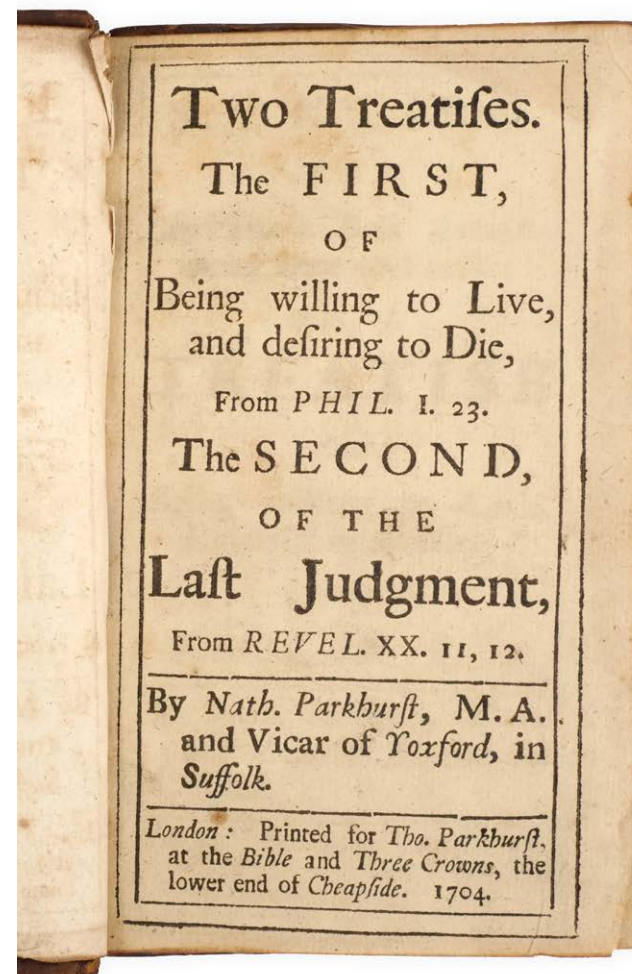 Two Treatiſes.
The FIRST,
OF
Being willing to Live,
and deſiring to Die,
From PHIL. I. 23.
The SECOND,
OF THE
Laſt Judgment,
From REVEL. XX. 11, 12.
By Nath. Parkhurſt, M. A.
and Vicar of Yoxford, in
Suffolk.
London: Printed for Tho. Parkhurſt,
at the Bible and Three Crowns, the
lower end of Cheapſide. 1704.